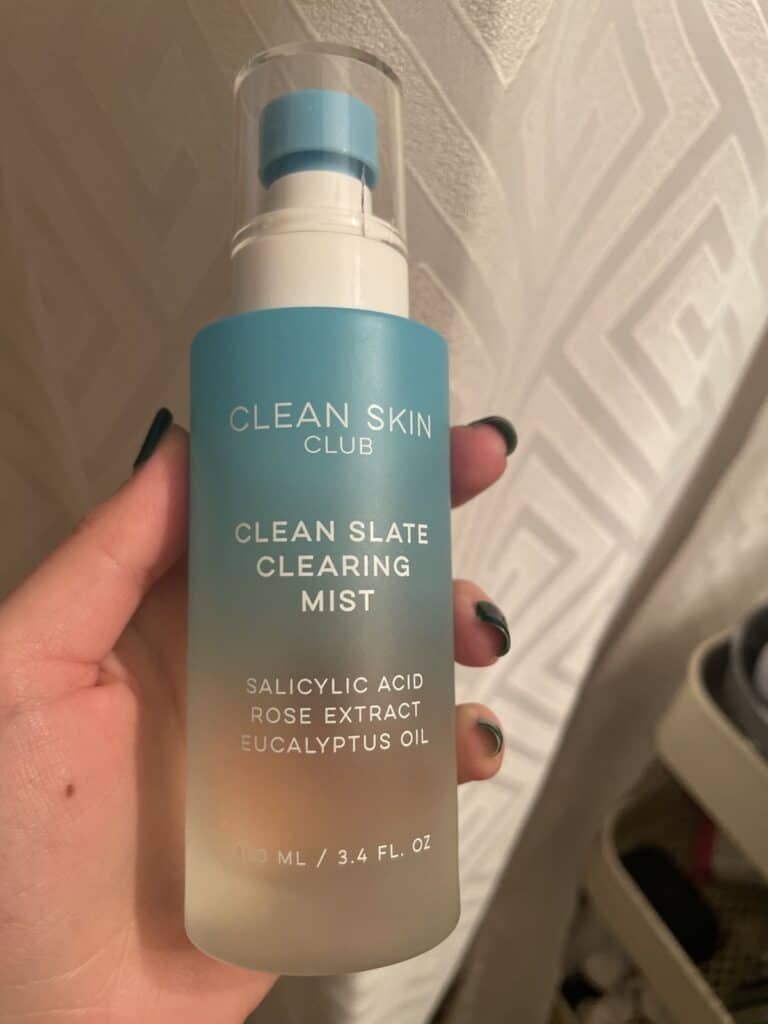 CLEAN SKIN
CLUB
CLEAN SLATE
CLEARING
MIST
SALICYLIC ACID
ROSE EXTRACT
EUCALYPTUS OIL
ML / 3.4 FL. OZ